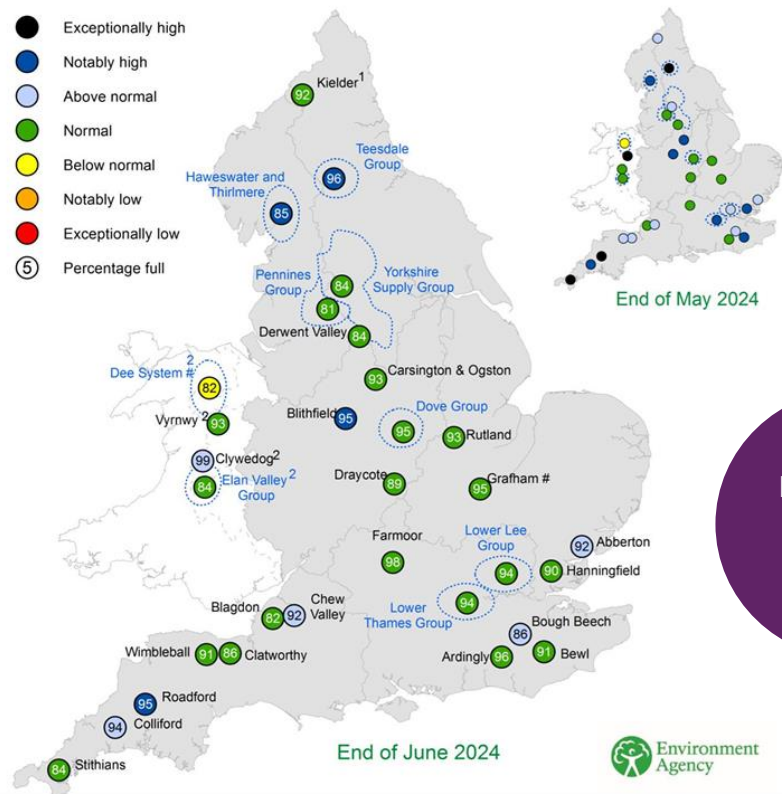 Exceptionally high
Notably high
Above normal
Normal
Below normal
Notably low
Exceptionally low
5 Percentage full
Kielder 1
92
Teesdale
Group
96
Haweswater and
Thirlmere
85
Pennines
Group
Yorkshire
Supply Group
84
81
Derwent Valley
84
Carsington & Ogston
93
Dee System # 2
82
Vyrnwy 2
93
Clywedog 2
99
Elan Valley 2
Group
84
Blithfield
95
Dove Group
95
Rutland
93
Draycote
89
Grafham #
95
Farmoor
98
Lower Lee
Group
94
Abberton
92
Hanningfield
90
Lower
Thames Group
94
Blagdon
82
Chew
Valley
92
Bough Beech
86
Ardingly
96
Bewl
91
Wimbleball
91
Clatworthy
86
Roadford
95
Colliford
94
Stithians
84
End of June 2024
End of May 2024
Environment
Agency